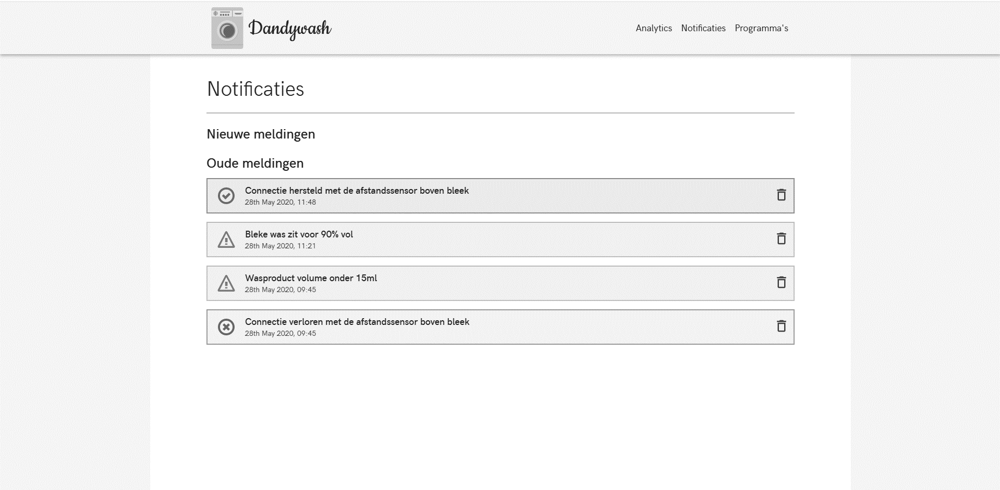 Dandywash
Analytics Notificaties Programma's
Notificaties
Nieuwe meldingen
Oude meldingen
Connectie hersteld met de afstandssensor boven bleek
28th May 2020, 11:48
Bleke was zit voor 90% vol
28th May 2020, 11:21
Wasproduct volume onder 15ml
28th May 2020, 09:45
Connectie verloren met de afstandssensor boven bleek
28th May 2020, 09:45